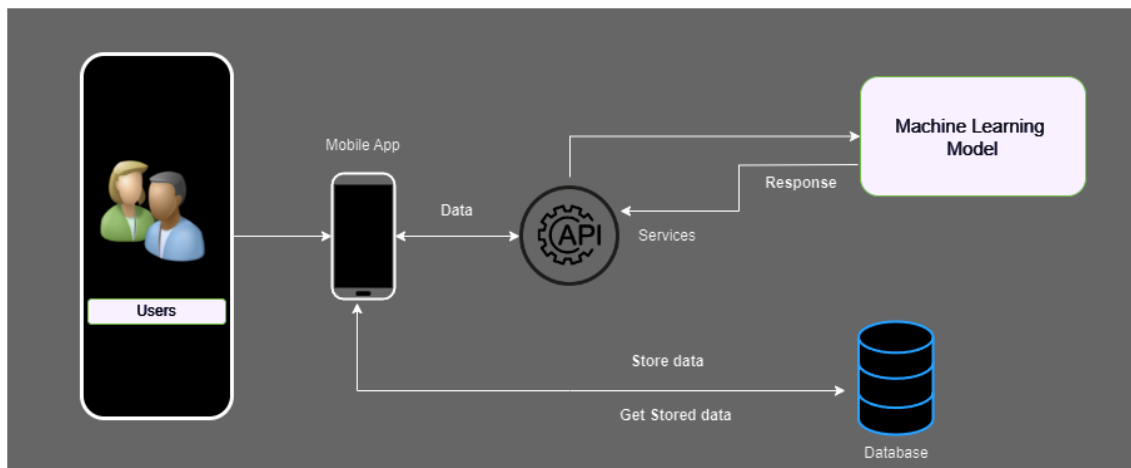 Machine Learning
Model
Mobile App
Response
Data
API
Services
Users
Store data
Get Stored data
Database